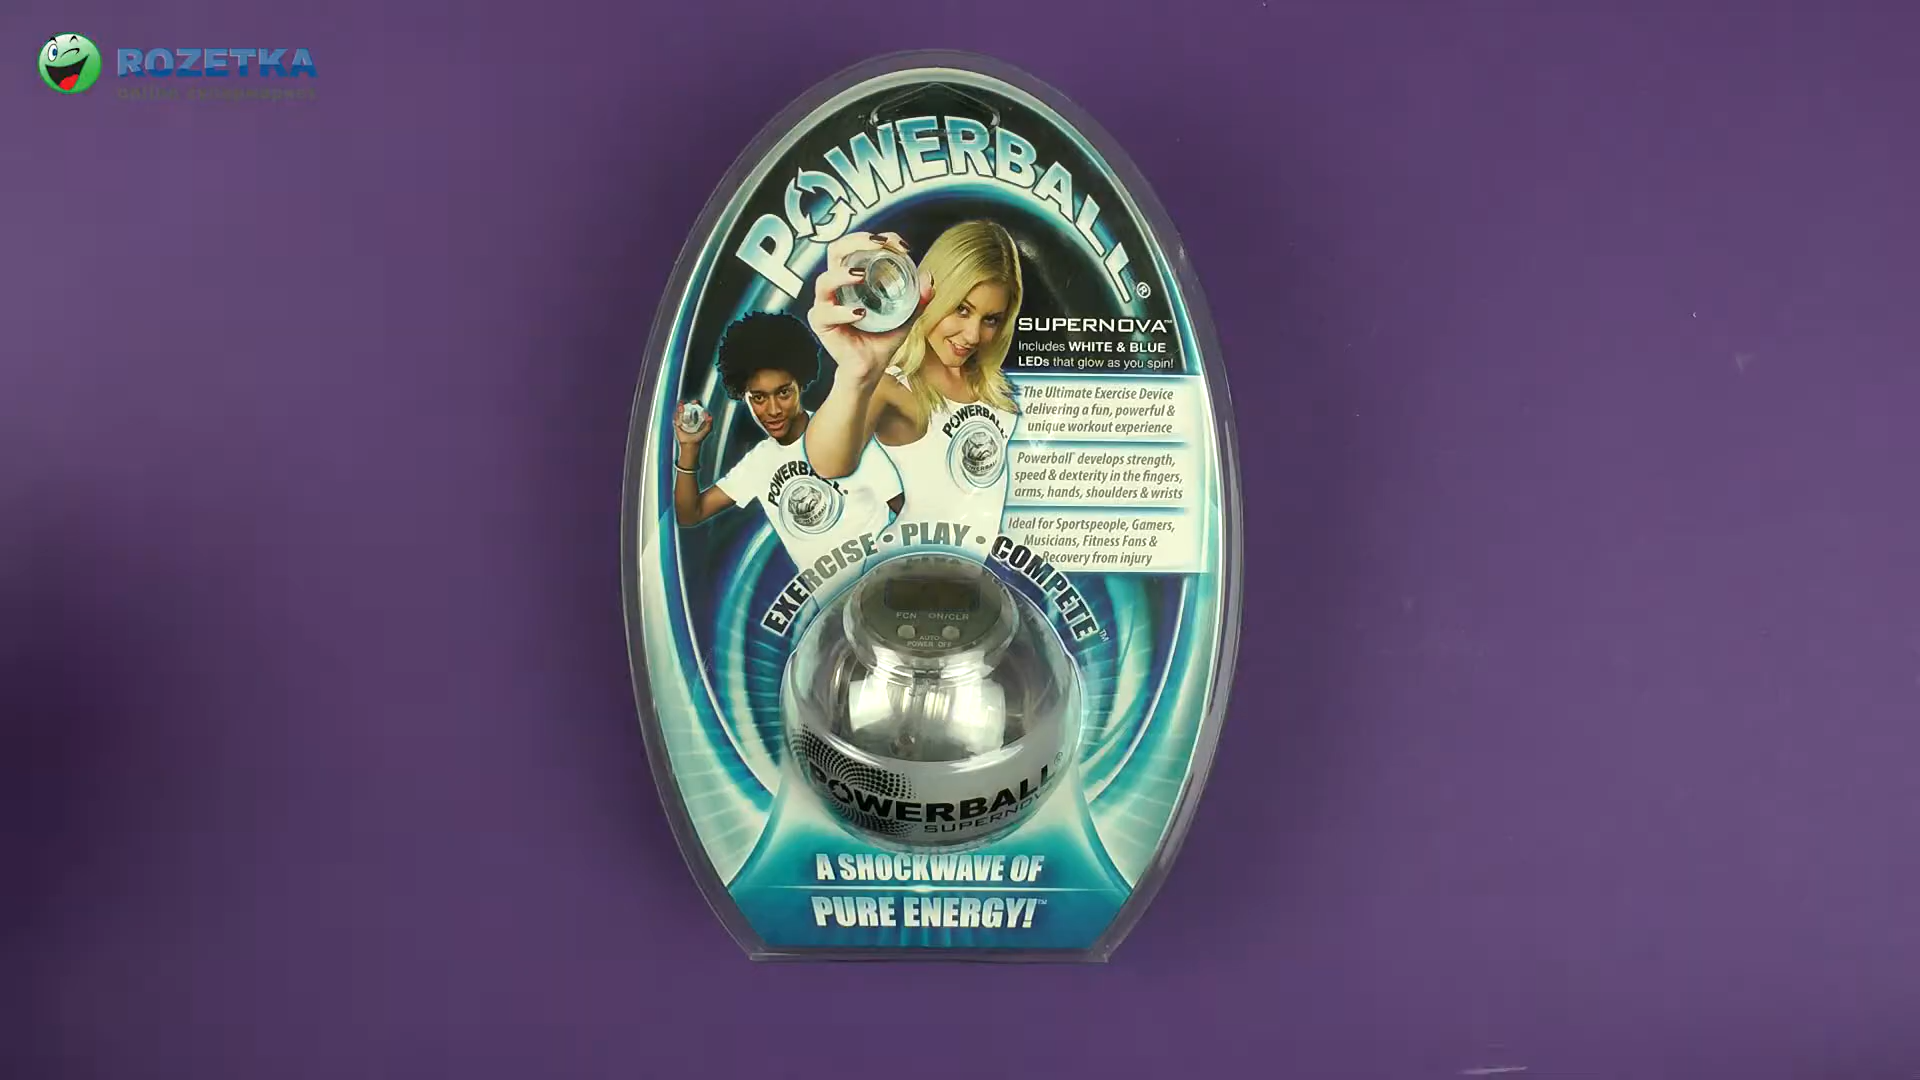 ROZETKA
POWERBALL®
SUPERNOVA™
Includes WHITE & BLUE
LEDs that glow as you spin!
The Ultimate Exercise Device
delivering a fun, powerful &
unique workout experience
Powerball® develops strength,
speed & dexterity in the fingers,
arms, hands, shoulders & wrists
Ideal for Sportspeople, Gamers,
Musicians, Fitness Fans &
Recovery from injury
POWERBALL
POWERBALL
EXERCISE • PLAY • COMPETE™
FCN ON/CLR
AUTO
POWER OFF
POWERBALL®
SUPERNOVA
A SHOCKWAVE OF
PURE ENERGY!™